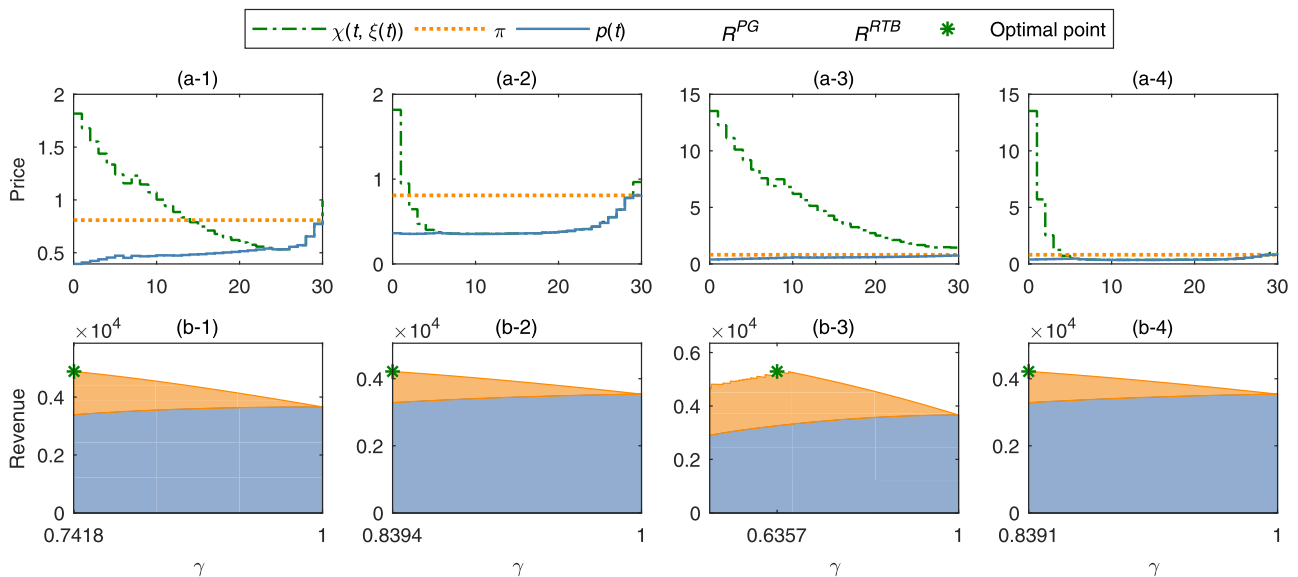 χ(t, ξ(t)) π p(t) R^PG R^RTB Optimal point
(a-1) (a-2) (a-3) (a-4)
Price
2
1.5
1
0.5
0 10 20 30
2
1
0
0 10 20 30
15
10
5
0
0 10 20 30
15
10
5
0
0 10 20 30
(b-1) (b-2) (b-3) (b-4)
Revenue
×10^4
0.4
0.2
0
0.7418 1
γ
×10^4
0.4
0.2
0
0.8394 1
γ
×10^4
0.6
0.4
0.2
0
0.6357 1
γ
×10^4
0.4
0.2
0
0.8391 1
γ